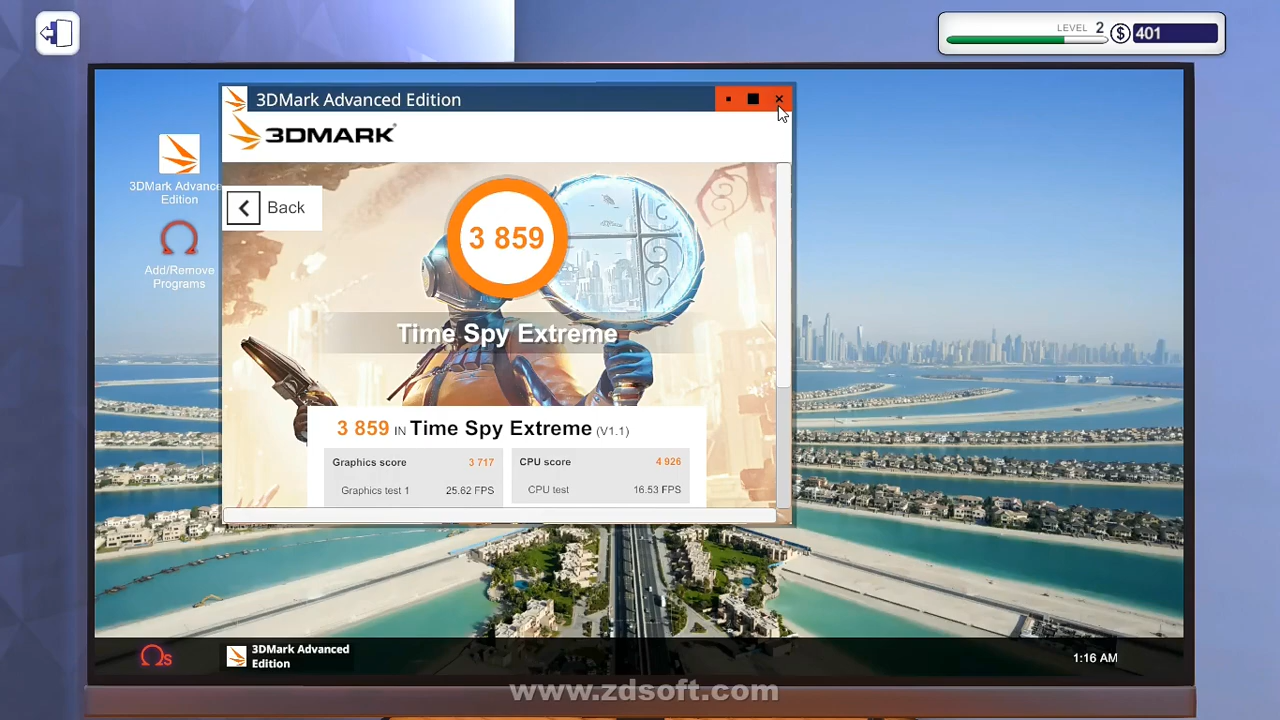 LEVEL 2
$ 401
3DMark Advanced Edition
3DMARK
3DMark Advance
Edition
Back
3 859
Add/Remove
Programs
Time Spy Extreme
3 859 IN Time Spy Extreme (V1.1)
Graphics score 3 717
CPU score 4 926
Graphics test 1 25.62 FPS
CPU test 16.53 FPS
Ωs
3DMark Advanced
Edition
1:16 AM
www.zdsoft.com